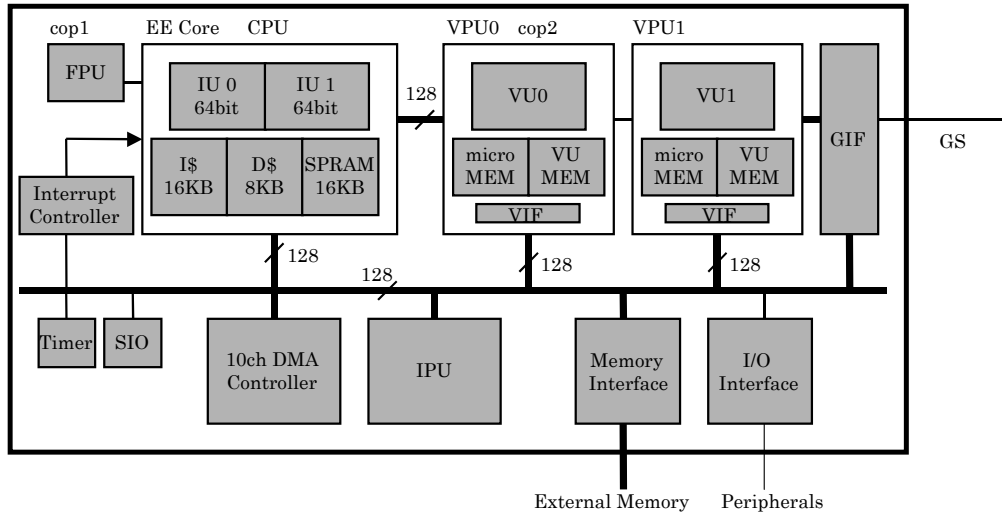 cop1
EE Core CPU
VPU0 cop2
VPU1
FPU
IU 0
64bit
IU 1
64bit
128
VU0
VU1
GIF
GS
I$
16KB
D$
8KB
SPRAM
16KB
micro
MEM
VU
MEM
micro
MEM
VU
MEM
Interrupt
Controller
VIF
VIF
128
128
128
128
Timer
SIO
10ch DMA
Controller
IPU
Memory
Interface
I/O
Interface
External Memory
Peripherals